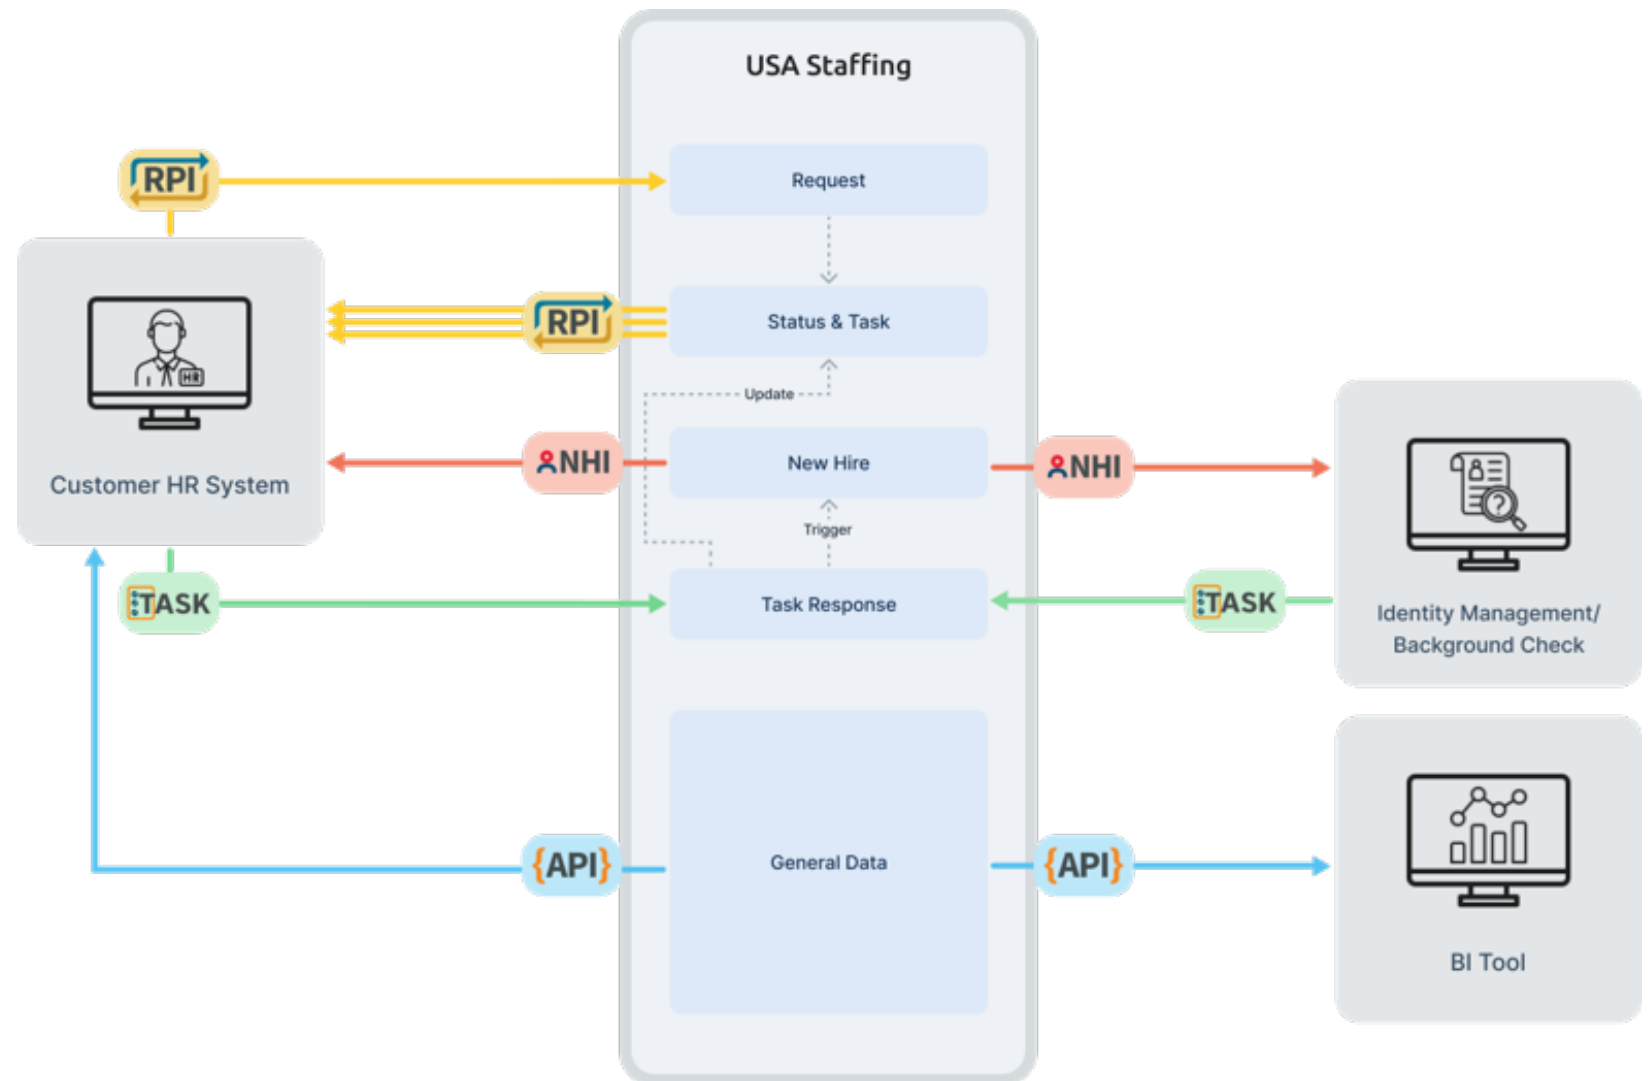 USA Staffing
RPI
Request
RPI
Status & Task
HR
Update
Customer HR System
NHI
New Hire
NHI
Trigger
?
TASK
Task Response
TASK
Identity Management/
Background Check
{API}
General Data
{API}
BI Tool